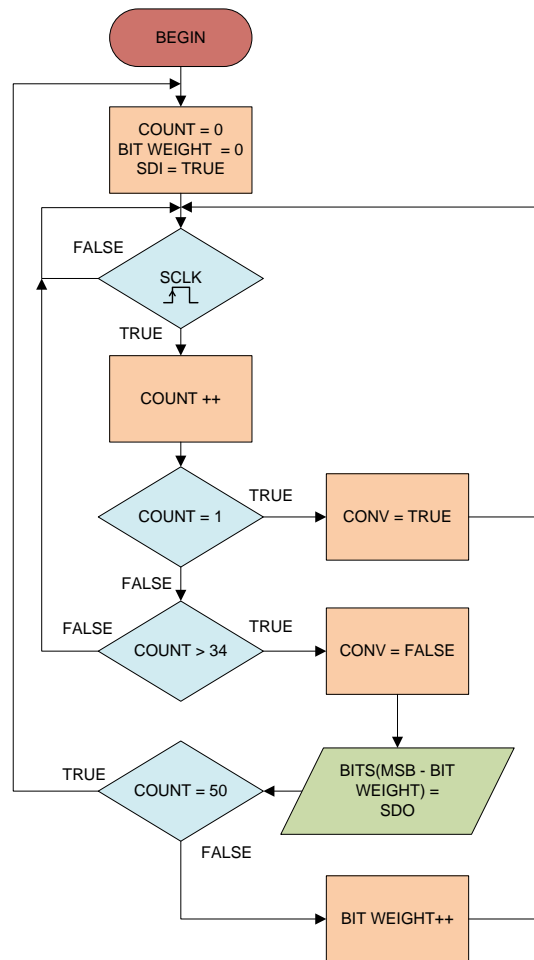 BEGIN
COUNT = 0
BIT WEIGHT = 0
SDI = TRUE
FALSE
SCLK
TRUE
COUNT ++
COUNT = 1
TRUE
CONV = TRUE
FALSE
FALSE
COUNT > 34
TRUE
CONV = FALSE
BITS(MSB - BIT
WEIGHT) =
SDO
TRUE
COUNT = 50
FALSE
BIT WEIGHT++